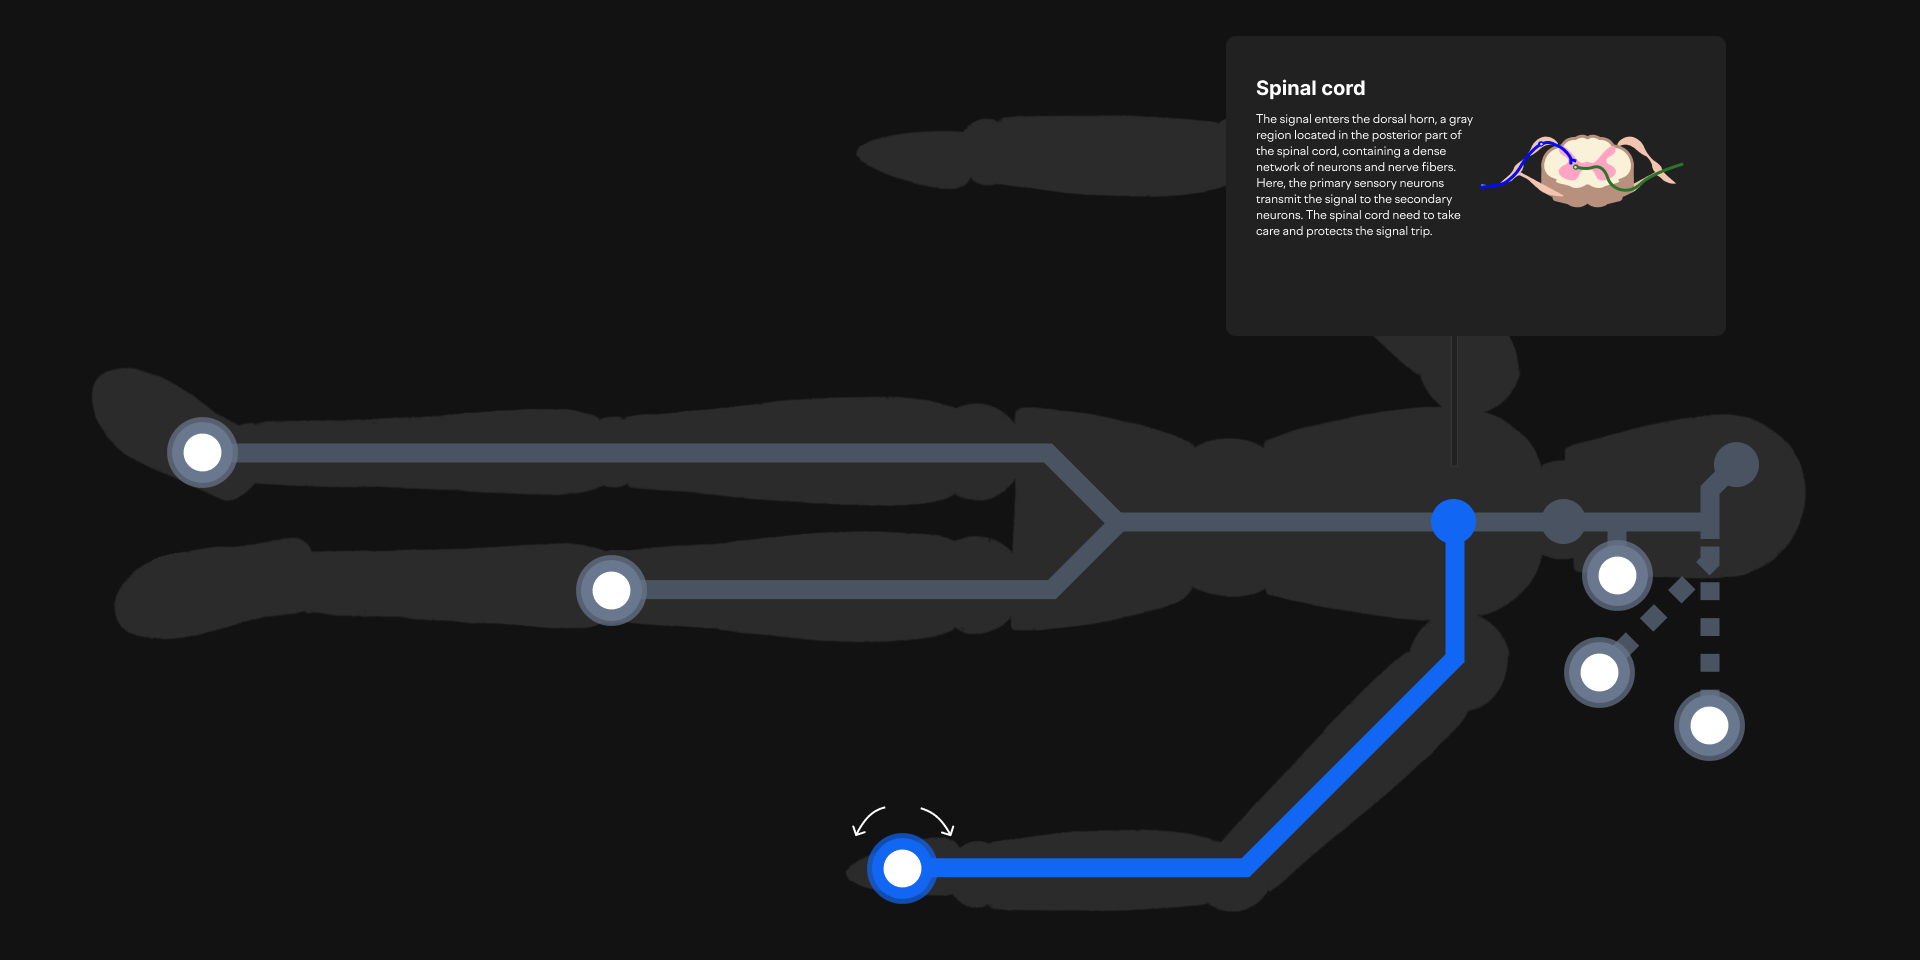 Spinal cord
The signal enters the dorsal horn, a gray
region located in the posterior part of
the spinal cord, containing a dense
network of neurons and nerve fibers.
Here, the primary sensory neurons
transmit the signal to the secondary
neurons. The spinal cord need to take
care and protects the signal trip.